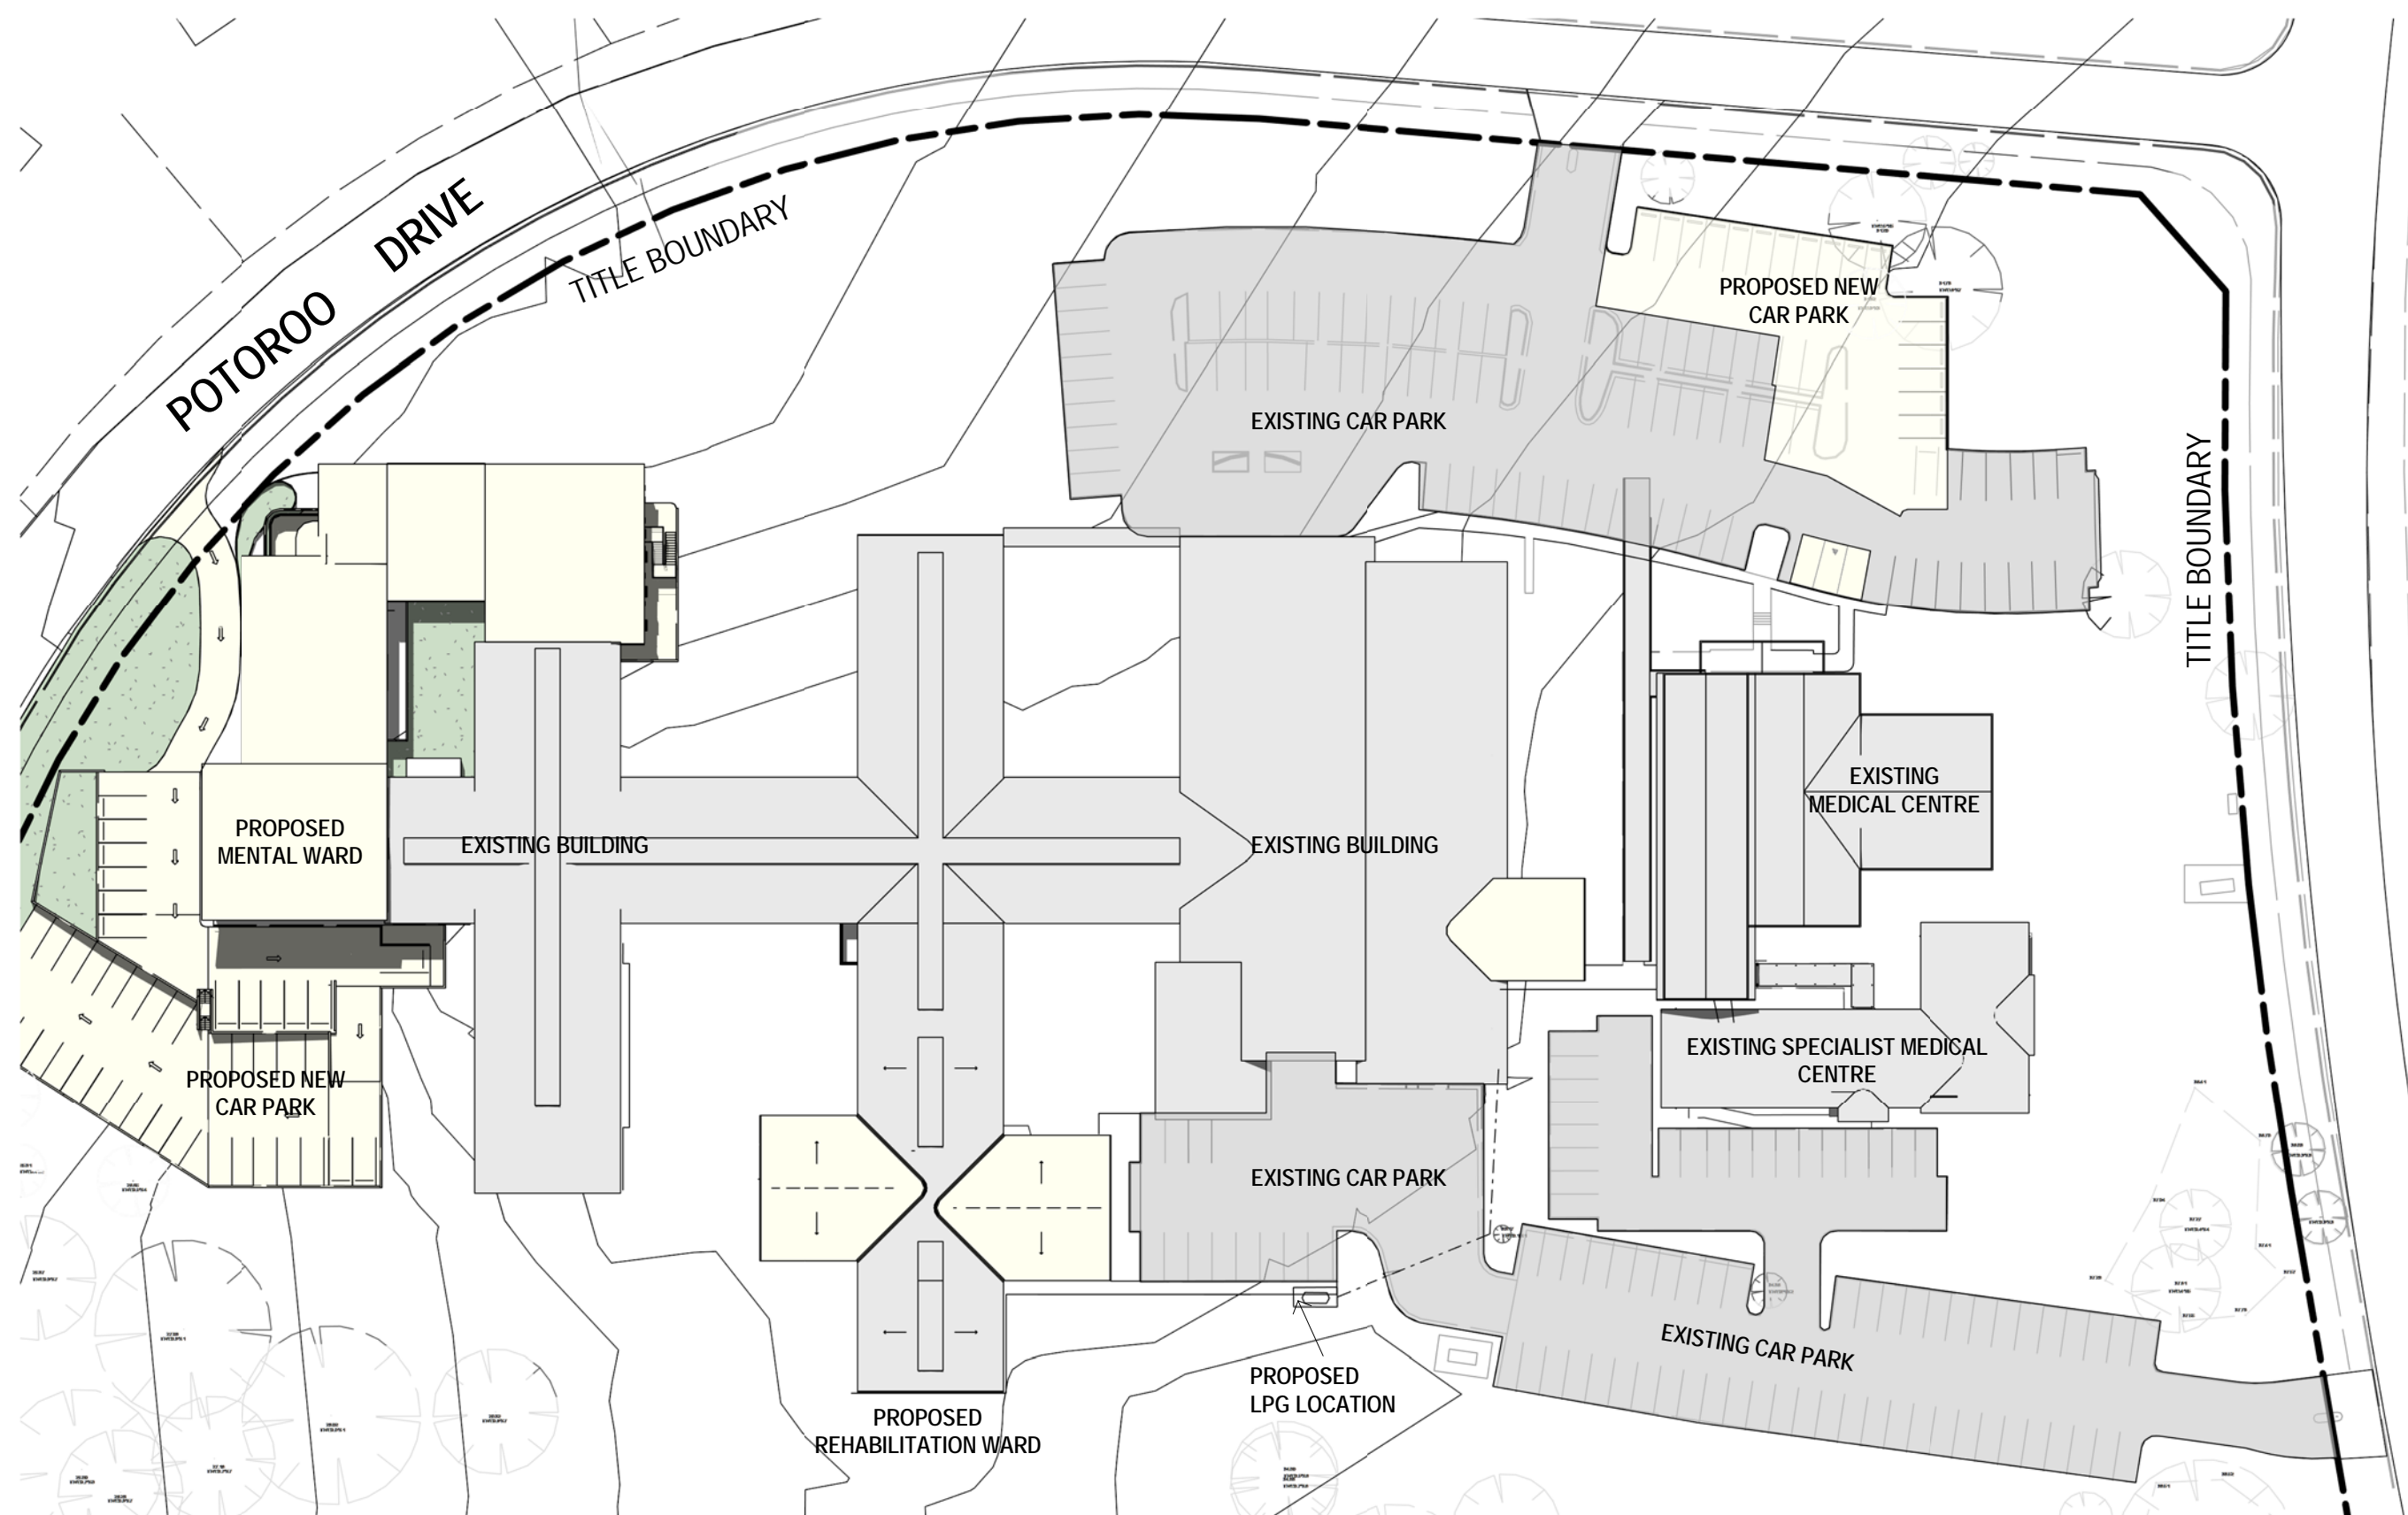 POTOROO DRIVE
TITLE BOUNDARY
PROPOSED NEW
CAR PARK
EXISTING CAR PARK
TITLE BOUNDARY
PROPOSED
MENTAL WARD
EXISTING BUILDING
EXISTING BUILDING
EXISTING
MEDICAL CENTRE
EXISTING SPECIALIST MEDICAL
CENTRE
PROPOSED NEW
CAR PARK
EXISTING CAR PARK
EXISTING CAR PARK
PROPOSED
LPG LOCATION
PROPOSED
REHABILITATION WARD